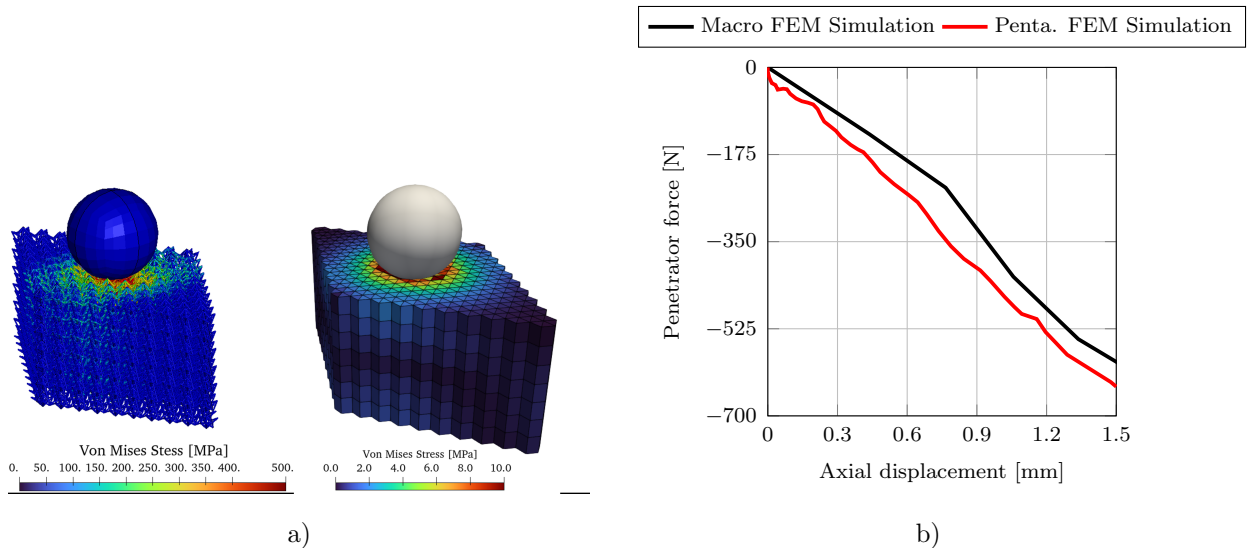 Macro FEM Simulation Penta. FEM Simulation
0
−175
−350
−525
−700
Penetrator force [N]
0 0.3 0.6 0.9 1.2 1.5
Axial displacement [mm]
Von Mises Stess [MPa]
0. 50. 100. 150. 200. 250. 300. 350. 400. 500.
Von Mises Stress [MPa]
0.0 2.0 4.0 6.0 8.0 10.0
a)
b)